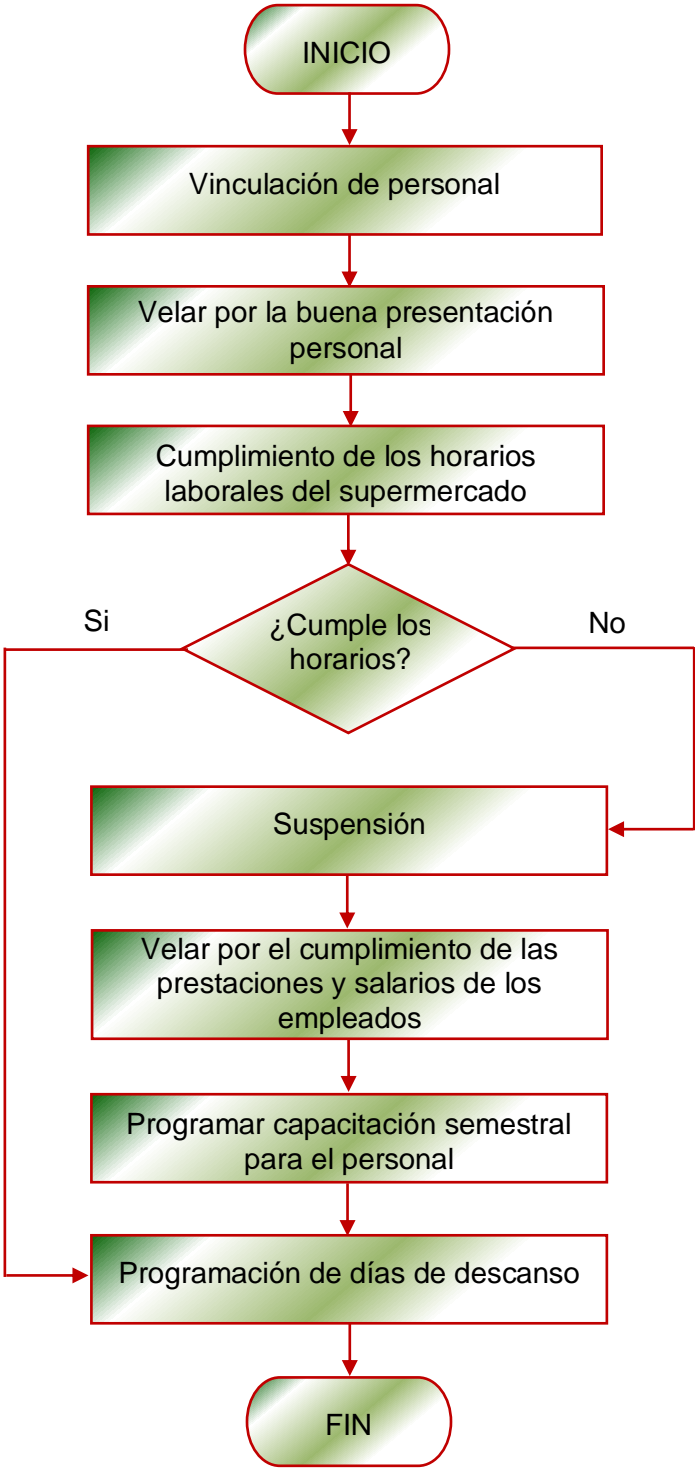 INICIO
Vinculación de personal
Velar por la buena presentación
personal
Cumplimiento de los horarios
laborales del supermercado
Si
¿Cumple los
horarios?
No
Suspensión
Velar por el cumplimiento de las
prestaciones y salarios de los
empleados
Programar capacitación semestral
para el personal
Programación de días de descanso
FIN